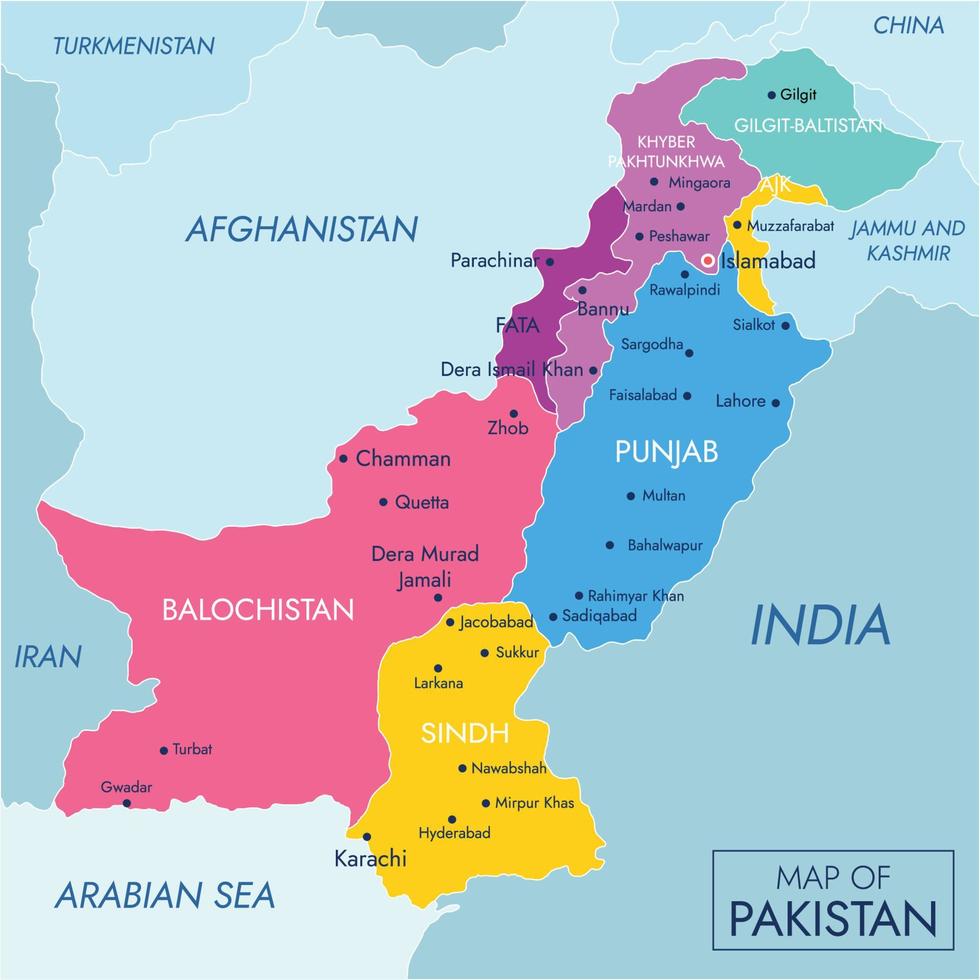 TURKMENISTAN
CHINA
Gilgit
GILGIT-BALTISTAN
KHYBER
PAKHTUNKHWA
Mingaora
AJK
Mardan
Muzzafarabat
AFGHANISTAN
Peshawar
JAMMU AND
KASHMIR
Parachinar
Islamabad
Rawalpindi
Bannu
FATA
Sialkot
Sargodha
Dera Ismail Khan
Faisalabad
Lahore
Zhob
PUNJAB
Chamman
Quetta
Multan
Dera Murad
Jamali
Bahalwapur
BALOCHISTAN
Rahimyar Khan
Sadiqabad
Jacobabad
INDIA
IRAN
Sukkur
Larkana
SINDH
Turbat
Nawabshah
Gwadar
Mirpur Khas
Hyderabad
Karachi
ARABIAN SEA
MAP OF
PAKISTAN